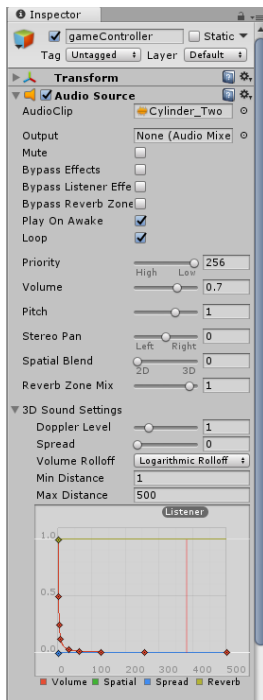 Inspector
gameController Static
Tag Untagged Layer Default
Transform
Audio Source
AudioClip Cylinder_Two
Output None (Audio Mixe
Mute
Bypass Effects
Bypass Listener Effe
Bypass Reverb Zone
Play On Awake
Loop
Priority 256
High Low
Volume 0.7
Pitch 1
Stereo Pan 0
Left Right
Spatial Blend 0
2D 3D
Reverb Zone Mix 1
3D Sound Settings
Doppler Level 1
Spread 0
Volume Rolloff Logarithmic Rolloff
Min Distance 1
Max Distance 500
Listener
1.0
0.5
0.0
0 100 200 300 400 500
Volume Spatial Spread Reverb